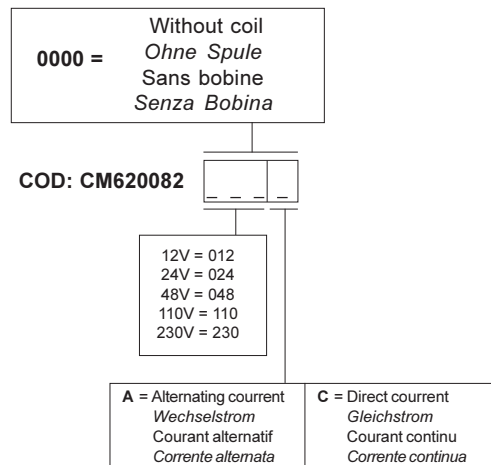 0000 =
Without coil
Ohne Spule
Sans bobine
Senza Bobina
COD: CM620082 _ _ _ _
12V = 012
24V = 024
48V = 048
110V = 110
230V = 230
A = Alternating courrent
Wechselstrom
Courant alternatif
Corrente alternata
C = Direct courrent
Gleichstrom
Courant continu
Corrente continua